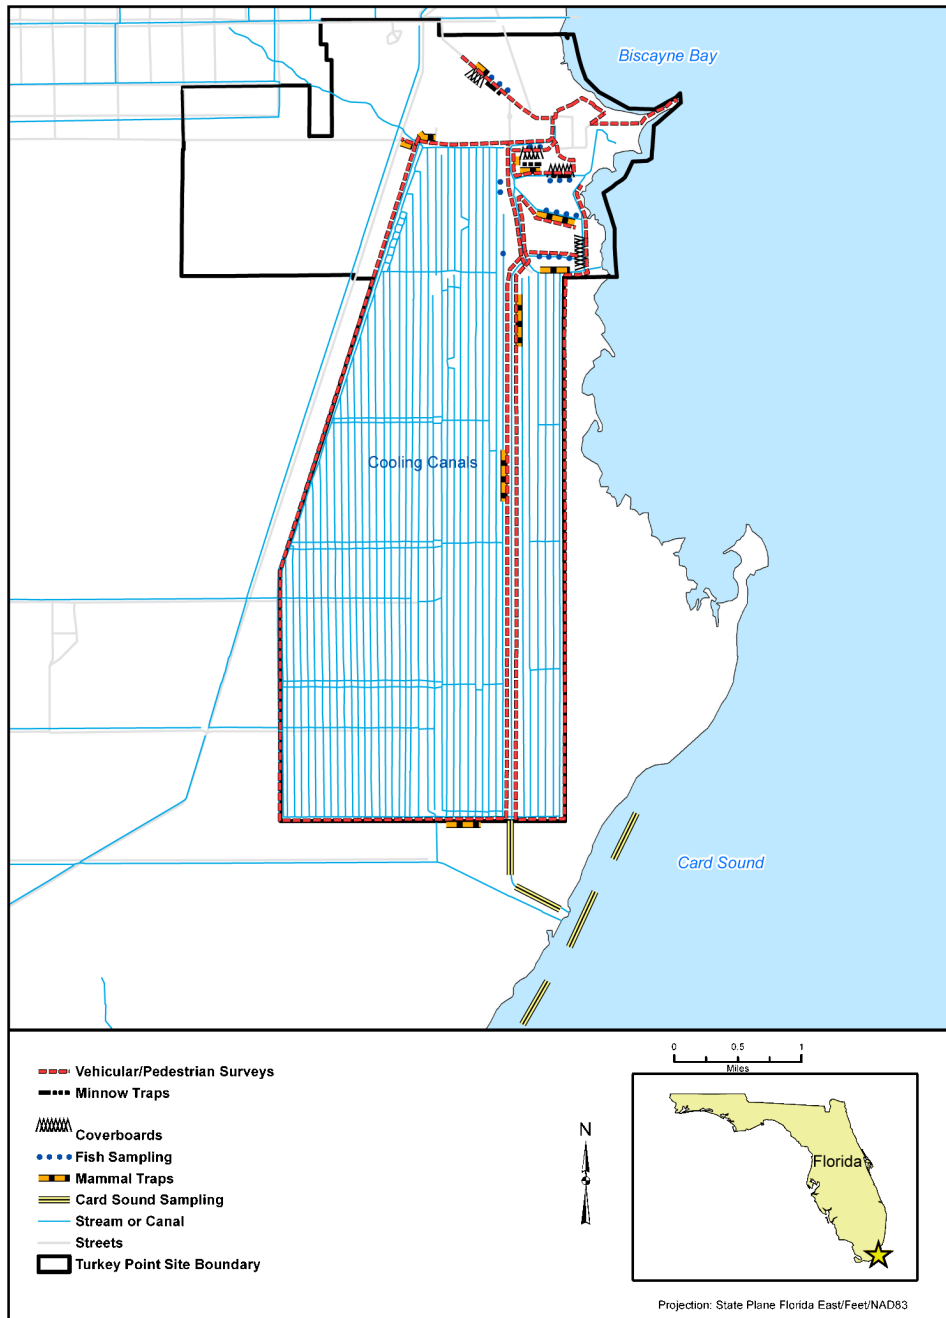 Biscayne Bay
Cooling Canals
Card Sound
Vehicular/Pedestrian Surveys
Minnow Traps
Coverboards
Fish Sampling
Mammal Traps
Card Sound Sampling
Stream or Canal
Streets
Turkey Point Site Boundary
N
0 0.5 1
Miles
Florida
Projection: State Plane Florida East/Feet/NAD83